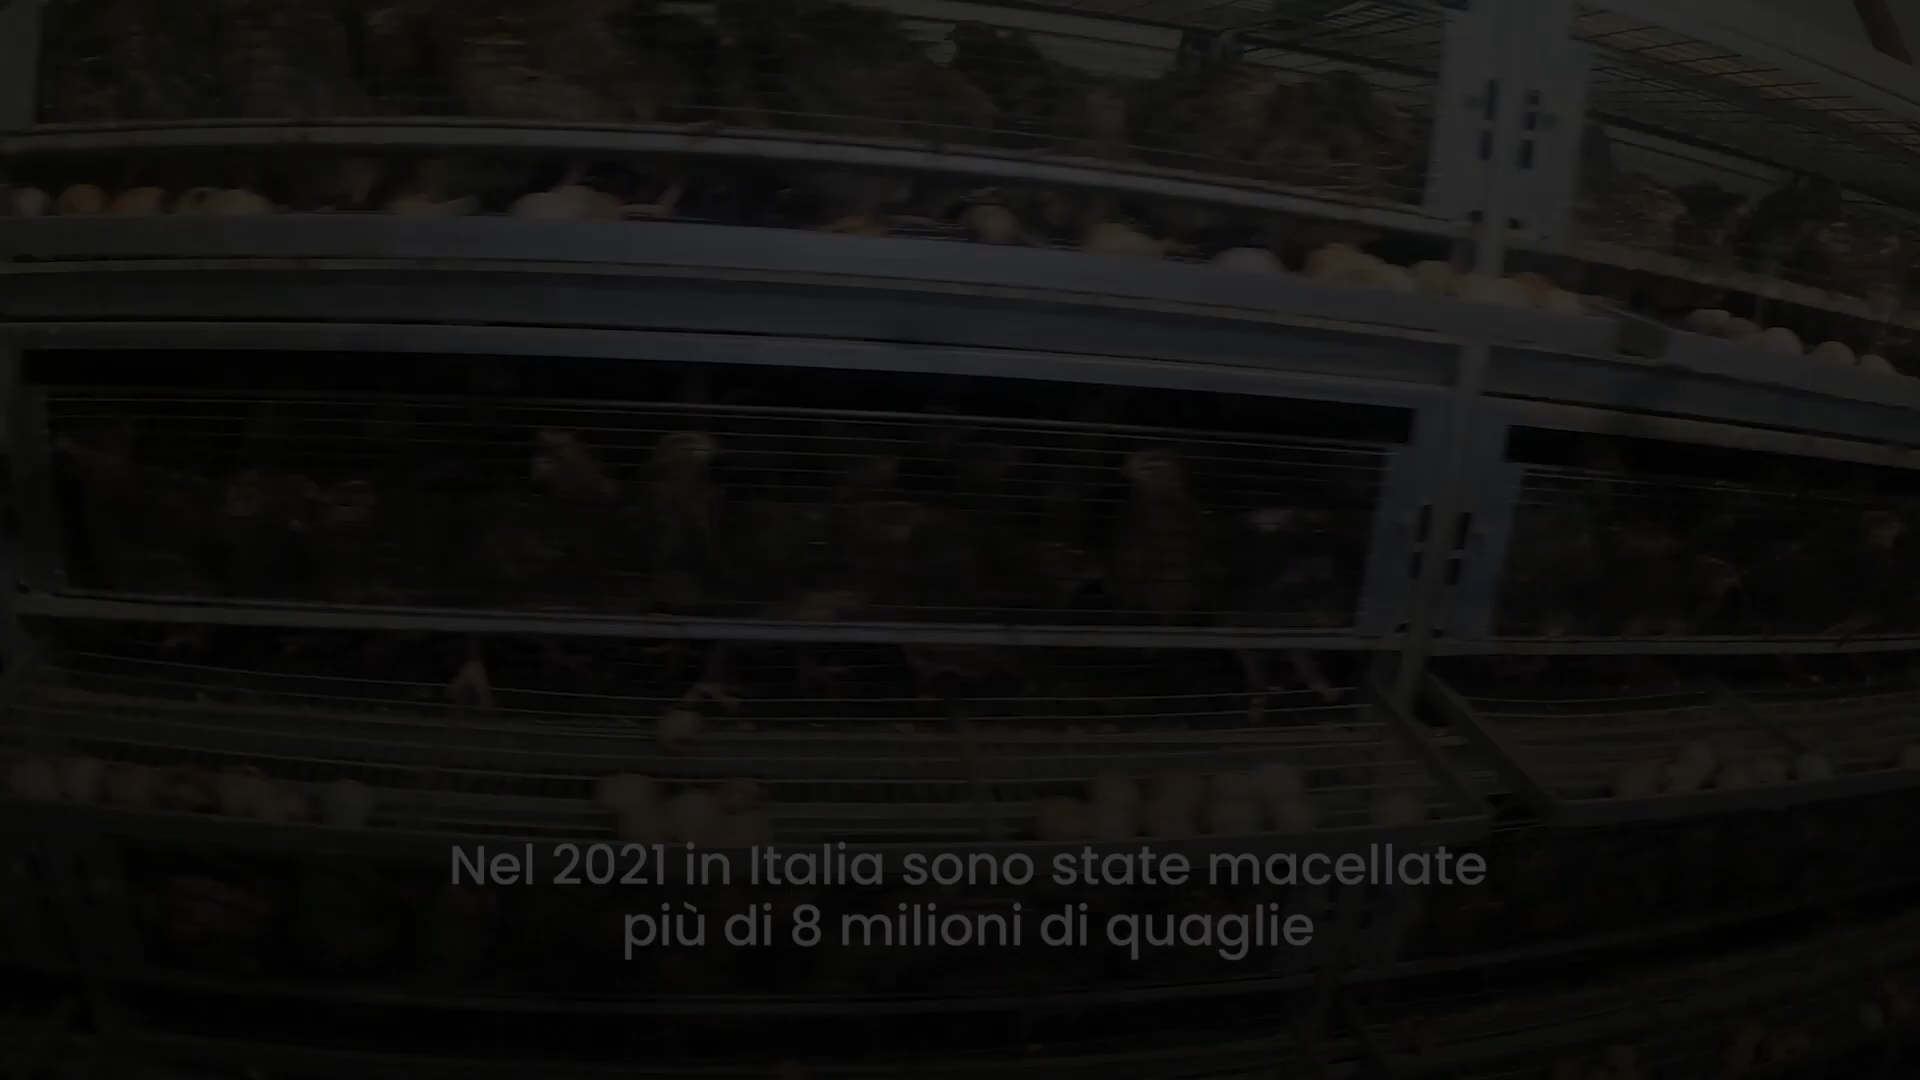 Nel 2021 in Italia sono state macellate
più di 8 milioni di quaglie